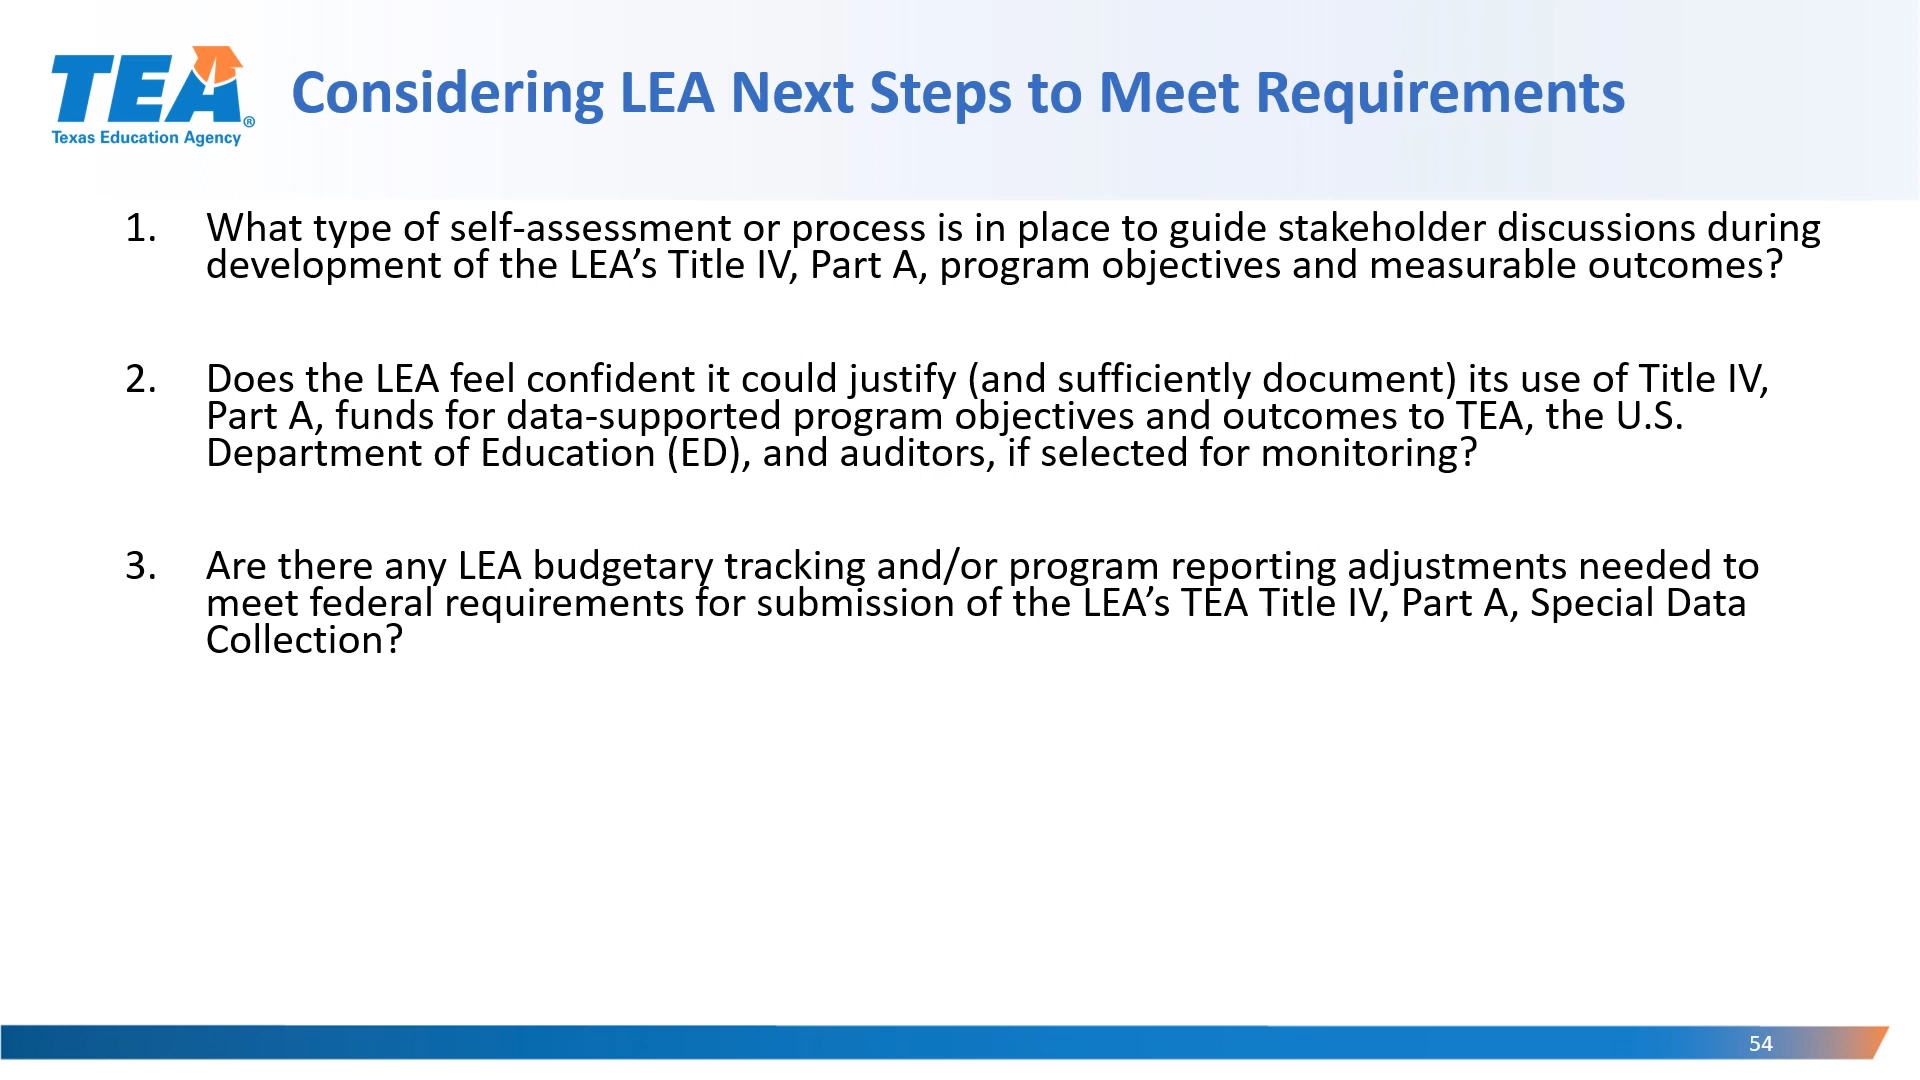 TEA®
Texas Education Agency
Considering LEA Next Steps to Meet Requirements
1. What type of self-assessment or process is in place to guide stakeholder discussions during
development of the LEA’s Title IV, Part A, program objectives and measurable outcomes?
2. Does the LEA feel confident it could justify (and sufficiently document) its use of Title IV,
Part A, funds for data-supported program objectives and outcomes to TEA, the U.S.
Department of Education (ED), and auditors, if selected for monitoring?
3. Are there any LEA budgetary tracking and/or program reporting adjustments needed to
meet federal requirements for submission of the LEA’s TEA Title IV, Part A, Special Data
Collection?
54